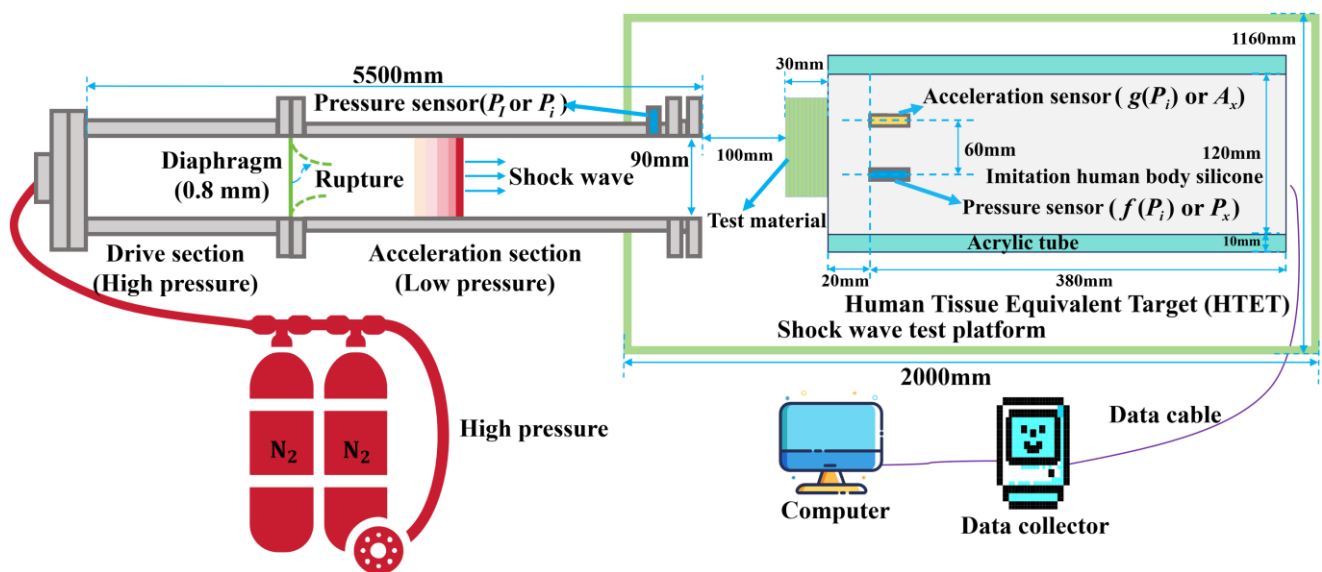 5500mm
Pressure sensor(P_I or P_i)
Diaphragm
(0.8 mm)
Rupture
Shock wave
90mm
100mm
Drive section
(High pressure)
Acceleration section
(Low pressure)
30mm
Test material
Acceleration sensor ( g(P_i) or A_x)
60mm
120mm
1160mm
Imitation human body silicone
Pressure sensor ( f(P_i) or P_x)
Acrylic tube
10mm
20mm
380mm
Human Tissue Equivalent Target (HTET)
Shock wave test platform
2000mm
N₂
N₂
High pressure
Computer
Data collector
Data cable